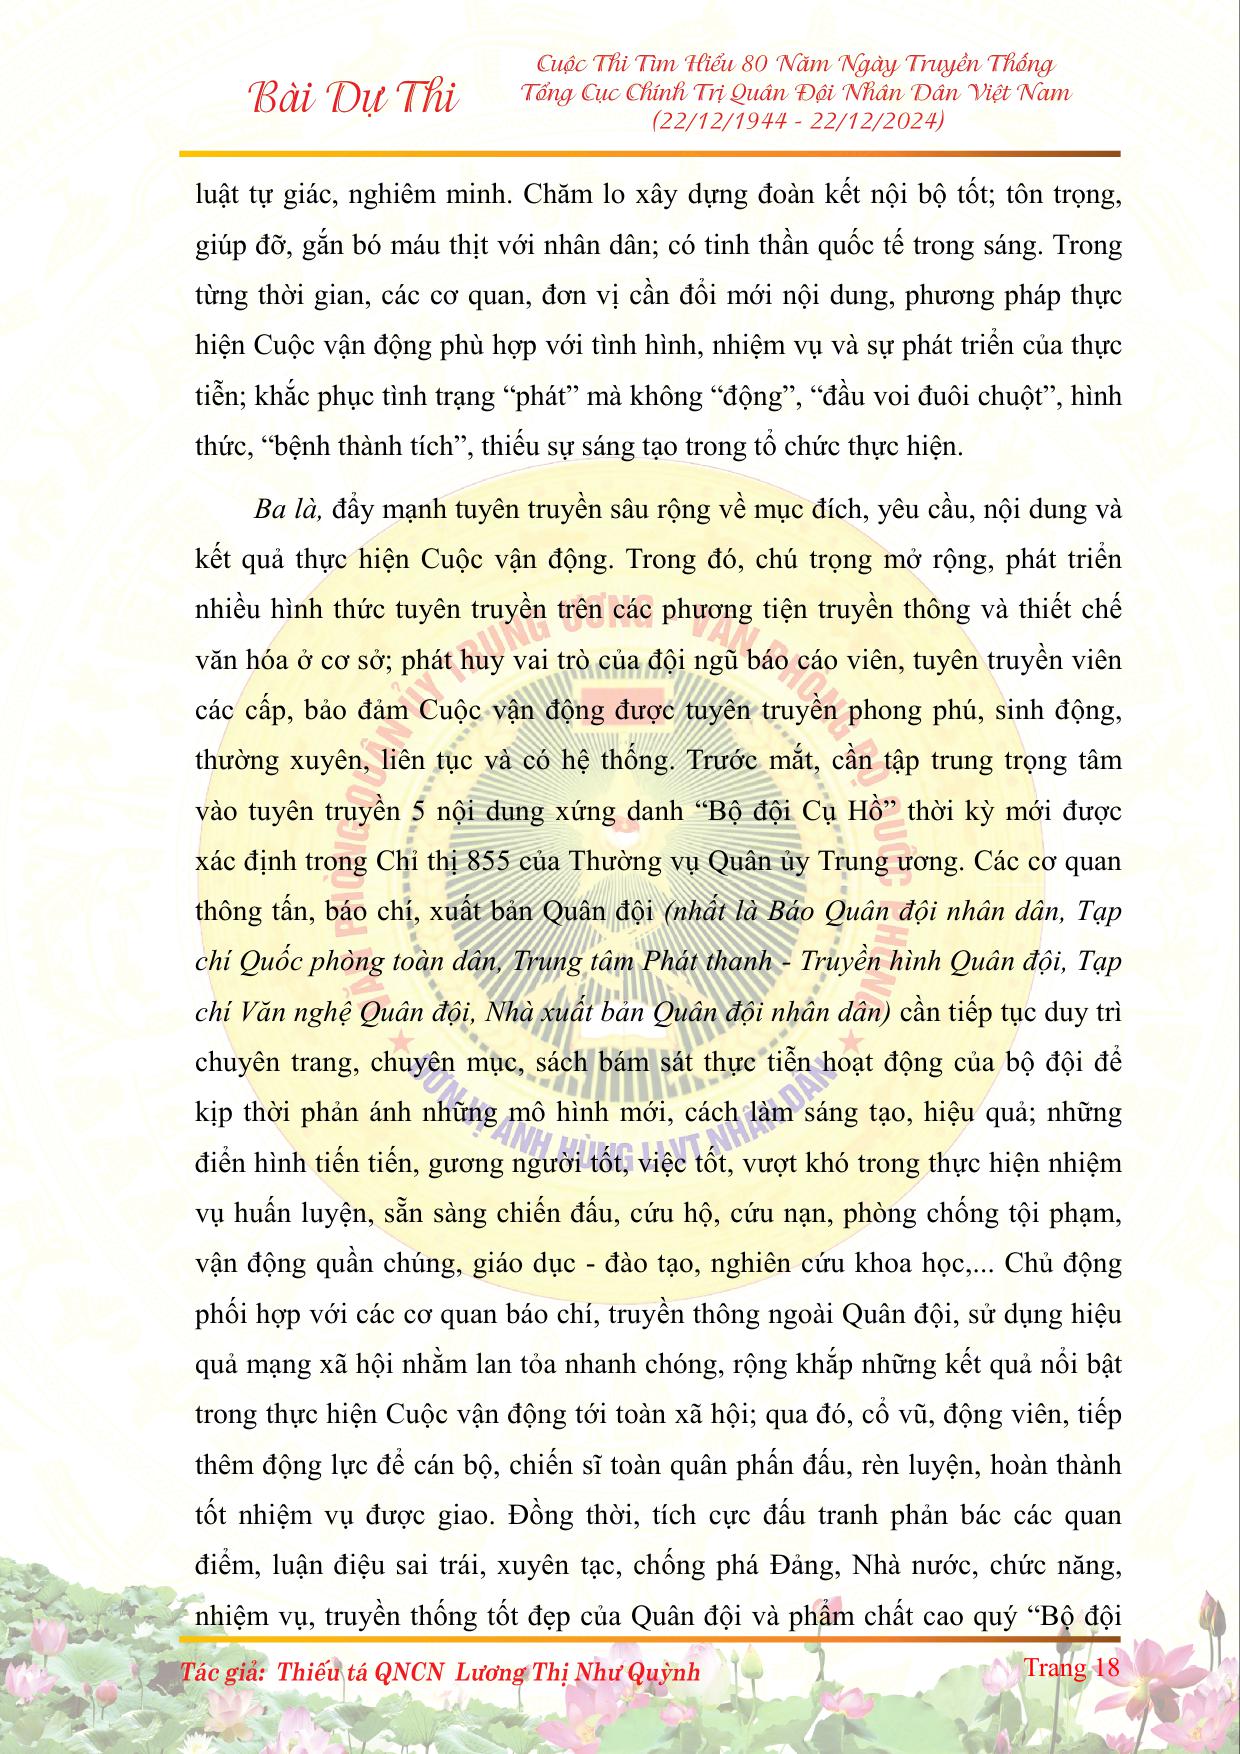 Bài Dự Thi
Cuộc Thi Tìm Hiểu 80 Năm Ngày Truyền Thống
Tổng Cục Chính Trị Quân Đội Nhân Dân Việt Nam
(22/12/1944 - 22/12/2024)
luật tự giác, nghiêm minh. Chăm lo xây dựng đoàn kết nội bộ tốt; tôn trọng,
giúp đỡ, gắn bó máu thịt với nhân dân; có tinh thần quốc tế trong sáng. Trong
từng thời gian, các cơ quan, đơn vị cần đổi mới nội dung, phương pháp thực
hiện Cuộc vận động phù hợp với tình hình, nhiệm vụ và sự phát triển của thực
tiễn; khắc phục tình trạng “phát” mà không “động”, “đầu voi đuôi chuột”, hình
thức, “bệnh thành tích”, thiếu sự sáng tạo trong tổ chức thực hiện.
Ba là, đẩy mạnh tuyên truyền sâu rộng về mục đích, yêu cầu, nội dung và
kết quả thực hiện Cuộc vận động. Trong đó, chú trọng mở rộng, phát triển
nhiều hình thức tuyên truyền trên các phương tiện truyền thông và thiết chế
văn hóa ở cơ sở; phát huy vai trò của đội ngũ báo cáo viên, tuyên truyền viên
các cấp, bảo đảm Cuộc vận động được tuyên truyền phong phú, sinh động,
thường xuyên, liên tục và có hệ thống. Trước mắt, cần tập trung trọng tâm
vào tuyên truyền 5 nội dung xứng danh “Bộ đội Cụ Hồ” thời kỳ mới được
xác định trong Chỉ thị 855 của Thường vụ Quân ủy Trung ương. Các cơ quan
thông tấn, báo chí, xuất bản Quân đội (nhất là Báo Quân đội nhân dân, Tạp
chí Quốc phòng toàn dân, Trung tâm Phát thanh - Truyền hình Quân đội, Tạp
chí Văn nghệ Quân đội, Nhà xuất bản Quân đội nhân dân) cần tiếp tục duy trì
chuyên trang, chuyên mục, sách bám sát thực tiễn hoạt động của bộ đội để
kịp thời phản ánh những mô hình mới, cách làm sáng tạo, hiệu quả; những
điển hình tiến tiến, gương người tốt, việc tốt, vượt khó trong thực hiện nhiệm
vụ huấn luyện, sẵn sàng chiến đấu, cứu hộ, cứu nạn, phòng chống tội phạm,
vận động quần chúng, giáo dục - đào tạo, nghiên cứu khoa học,... Chủ động
phối hợp với các cơ quan báo chí, truyền thông ngoài Quân đội, sử dụng hiệu
quả mạng xã hội nhằm lan tỏa nhanh chóng, rộng khắp những kết quả nổi bật
trong thực hiện Cuộc vận động tới toàn xã hội; qua đó, cổ vũ, động viên, tiếp
thêm động lực để cán bộ, chiến sĩ toàn quân phấn đấu, rèn luyện, hoàn thành
tốt nhiệm vụ được giao. Đồng thời, tích cực đấu tranh phản bác các quan
điểm, luận điệu sai trái, xuyên tạc, chống phá Đảng, Nhà nước, chức năng,
nhiệm vụ, truyền thống tốt đẹp của Quân đội và phẩm chất cao quý “Bộ đội
VĂN PHÒNG QUÂN ỦY TRUNG ƯƠNG - VĂN PHÒNG BỘ QUỐC PHÒNG
ĐƠN VỊ ANH HÙNG LLVT NHÂN DÂN
Tác giả: Thiếu tá QNCN Lương Thị Như Quỳnh
Trang 18